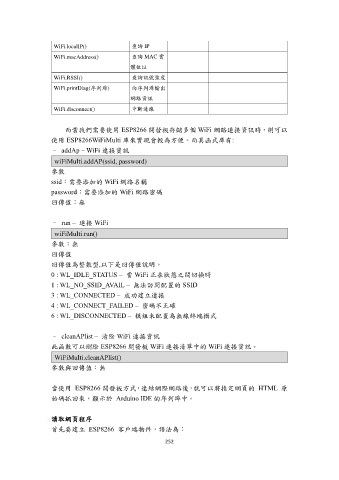 WiFi.localIP() 查詢 IP
WiFi.macAddress() 查詢 MAC 實
體位址
WiFi.RSSI() 查詢訊號強度
WiFi.printDiag(序列埠) 向序列埠輸出
網路資訊
WiFi.disconnect() 中斷連線
而當我們需要使用 ESP8266 開發板存儲多個 WiFi 網路連接資訊時，則可以
使用 ESP8266WiFiMulti 庫來實現會較為方便。而其函式庫有:
– addAp – WiFi 連接資訊
wiFiMulti.addAP(ssid, password)
參數
ssid：需要添加的 WiFi 網路名稱
password：需要添加的 WiFi 網路密碼
回傳值：無
– run – 連接 WiFi
wiFiMulti.run()
參數：無
回傳值
回傳值為整數型,以下是回傳值說明。
0 : WL_IDLE_STATUS – 當 WiFi 正在狀態之間切換時
1 : WL_NO_SSID_AVAIL – 無法訪問配置的 SSID
3 : WL_CONNECTED – 成功建立連接
4 : WL_CONNECT_FAILED – 密碼不正確
6 : WL_DISCONNECTED – 模組未配置為無線終端模式
– cleanAPlist – 清除 WiFi 連接資訊
此函數可以刪除 ESP8266 開發板 WiFi 連接清單中的 WiFi 連接資訊。
WiFiMulti.cleanAPlist()
參數與回傳值：無
當使用 ESP8266 開發板方式，連結網際網路後，就可以將指定網頁的 HTML 原
始碼抓回來，顯示於 Arduino IDE 的序列埠中。
讀取網頁程序
首先要建立 ESP8266 客戶端物件，語法為：
252